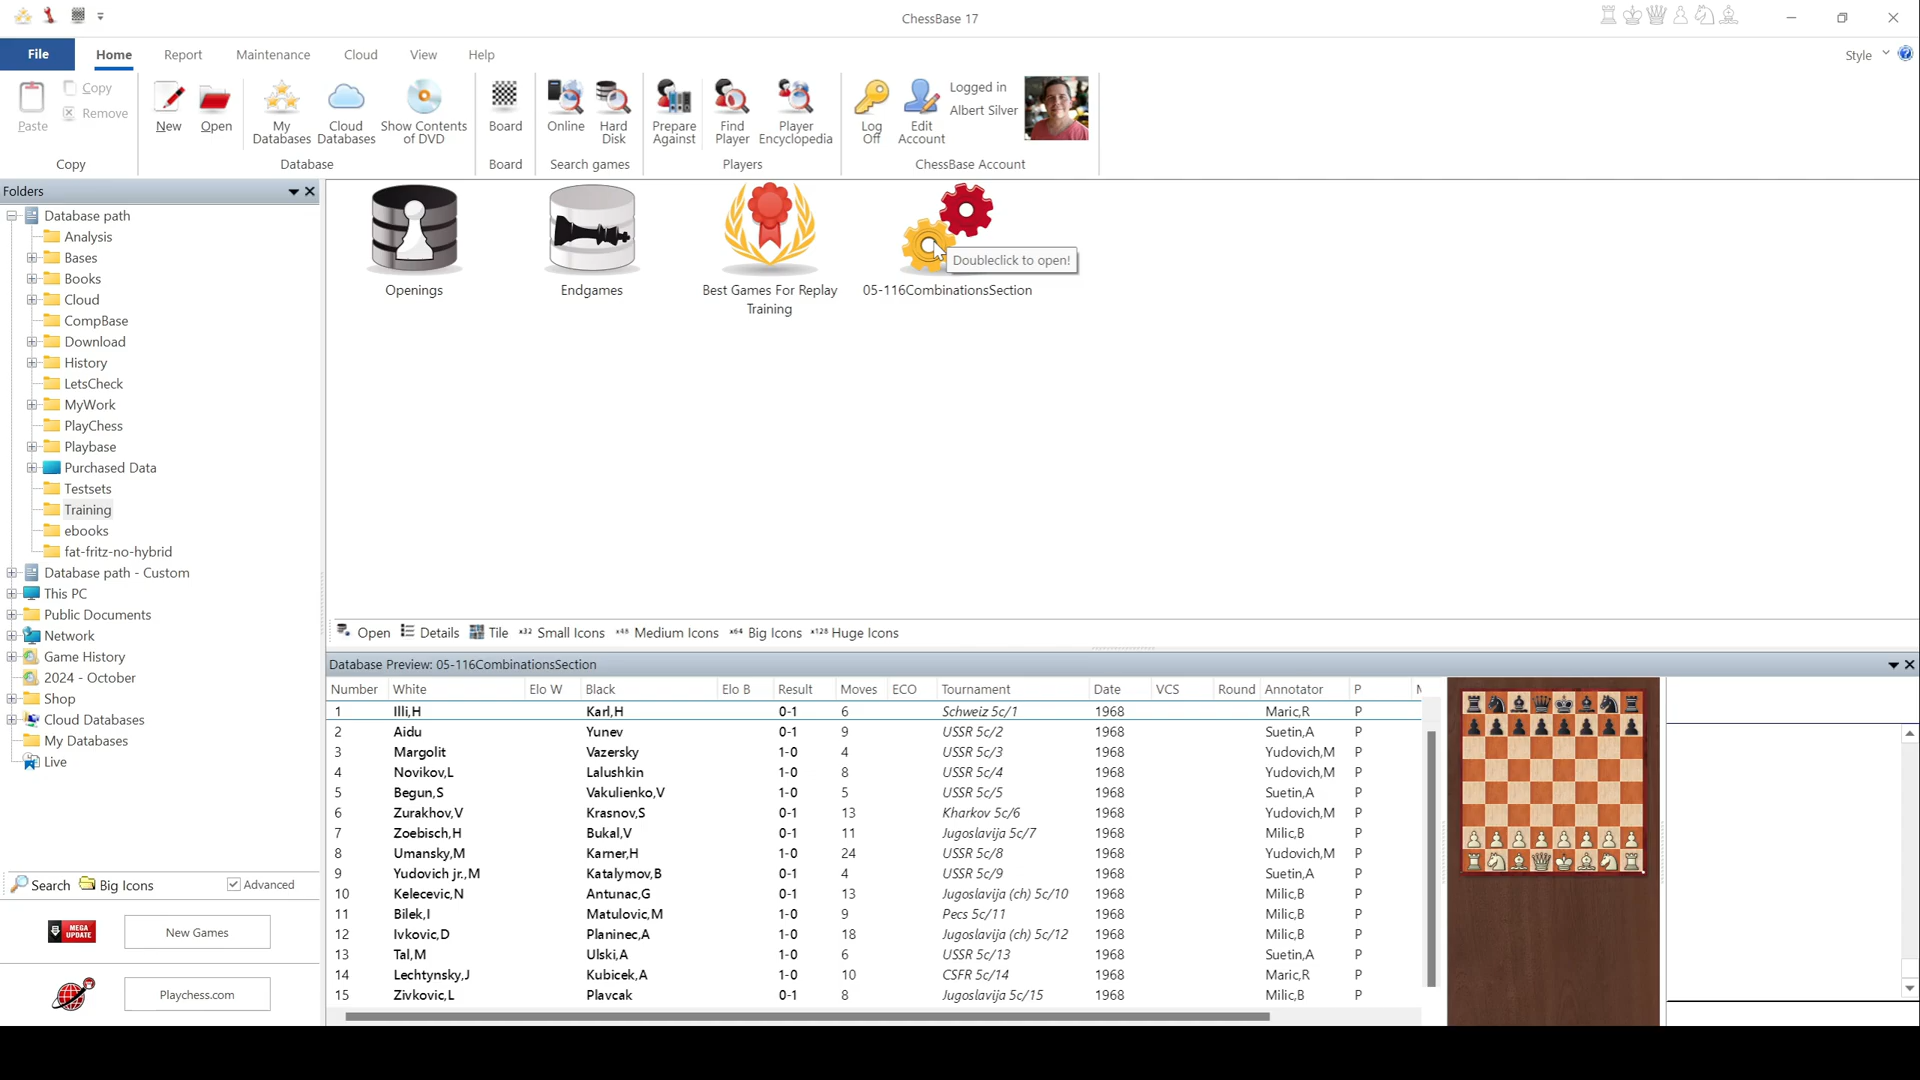 ChessBase 17
File Home Report Maintenance Cloud View Help Style
Paste Copy Remove
New Open My Databases Cloud Databases Show Contents of DVD
Board
Online Hard Disk
Prepare Against Find Player Player Encyclopedia
Log Off Edit Account Logged in Albert Silver
Copy Database Board Search games Players ChessBase Account
Folders
Database path
Analysis
Bases
Books
Cloud
CompBase
Download
History
LetsCheck
MyWork
PlayChess
Playbase
Purchased Data
Testsets
Training
ebooks
fat-fritz-no-hybrid
Database path - Custom
This PC
Public Documents
Network
Game History
2024 - October
Shop
Cloud Databases
My Databases
Live
Search Big Icons Advanced
MEGA UPDATE New Games
Playchess.com
Openings
Endgames
Best Games For Replay Training
05-116CombinationsSection
Doubleclick to open!
Open Details Tile x32 Small Icons x48 Medium Icons x64 Big Icons x128 Huge Icons
Database Preview: 05-116CombinationsSection
Number White Elo W Black Elo B Result Moves ECO Tournament Date VCS Round Annotator P
1 Illi,H Karl,H 0-1 6 Schweiz 5c/1 1968 Maric,R P
2 Aidu Yunev 0-1 9 USSR 5c/2 1968 Suetin,A P
3 Margolit Vazersky 1-0 4 USSR 5c/3 1968 Yudovich,M P
4 Novikov,L Lalushkin 1-0 8 USSR 5c/4 1968 Yudovich,M P
5 Begun,S Vakulienko,V 1-0 5 USSR 5c/5 1968 Suetin,A P
6 Zurakhov,V Krasnov,S 0-1 13 Kharkov 5c/6 1968 Yudovich,M P
7 Zoebisch,H Bukal,V 0-1 11 Jugoslavija 5c/7 1968 Milic,B P
8 Umansky,M Karner,H 1-0 24 USSR 5c/8 1968 Yudovich,M P
9 Yudovich jr.,M Katalymov,B 0-1 4 USSR 5c/9 1968 Suetin,A P
10 Kelecevic,N Antunac,G 0-1 13 Jugoslavija (ch) 5c/10 1968 Milic,B P
11 Bilek,I Matulovic,M 1-0 9 Pecs 5c/11 1968 Milic,B P
12 Ivkovic,D Planinec,A 1-0 18 Jugoslavija (ch) 5c/12 1968 Milic,B P
13 Tal,M Ulski,A 1-0 6 USSR 5c/13 1968 Suetin,A P
14 Lechtynsky,J Kubicek,A 1-0 10 CSFR 5c/14 1968 Maric,R P
15 Zivkovic,L Plavcak 0-1 8 Jugoslavija 5c/15 1968 Milic,B P